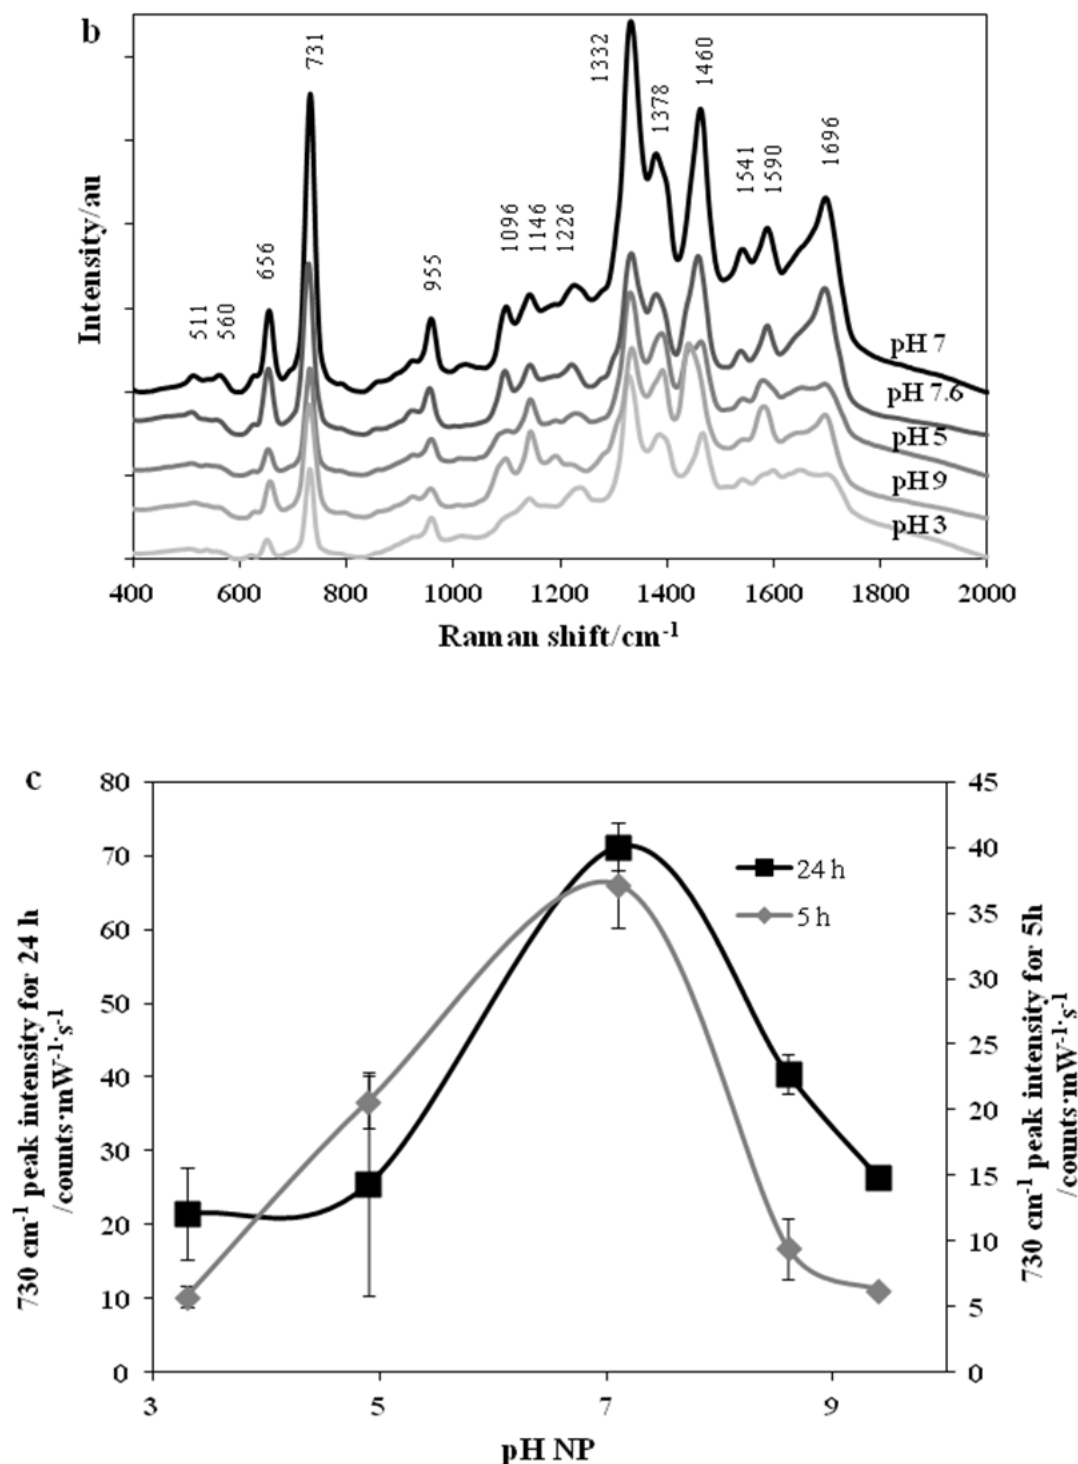 b
Intensity/au
511
560
656
731
955
1096
1146
1226
1332
1378
1460
1541
1590
1696
pH 7
pH 7.6
pH 5
pH 9
pH 3
400 600 800 1000 1200 1400 1600 1800 2000
Raman shift/cm⁻¹
c
730 cm⁻¹ peak intensity for 24 h
/counts·mW⁻¹·s⁻¹
80
70
60
50
40
30
20
10
0
24 h
5 h
45
40
35
30
25
20
15
10
5
0
730 cm⁻¹ peak intensity for 5h
/counts·mW⁻¹·s⁻¹
3 5 7 9
pH NP